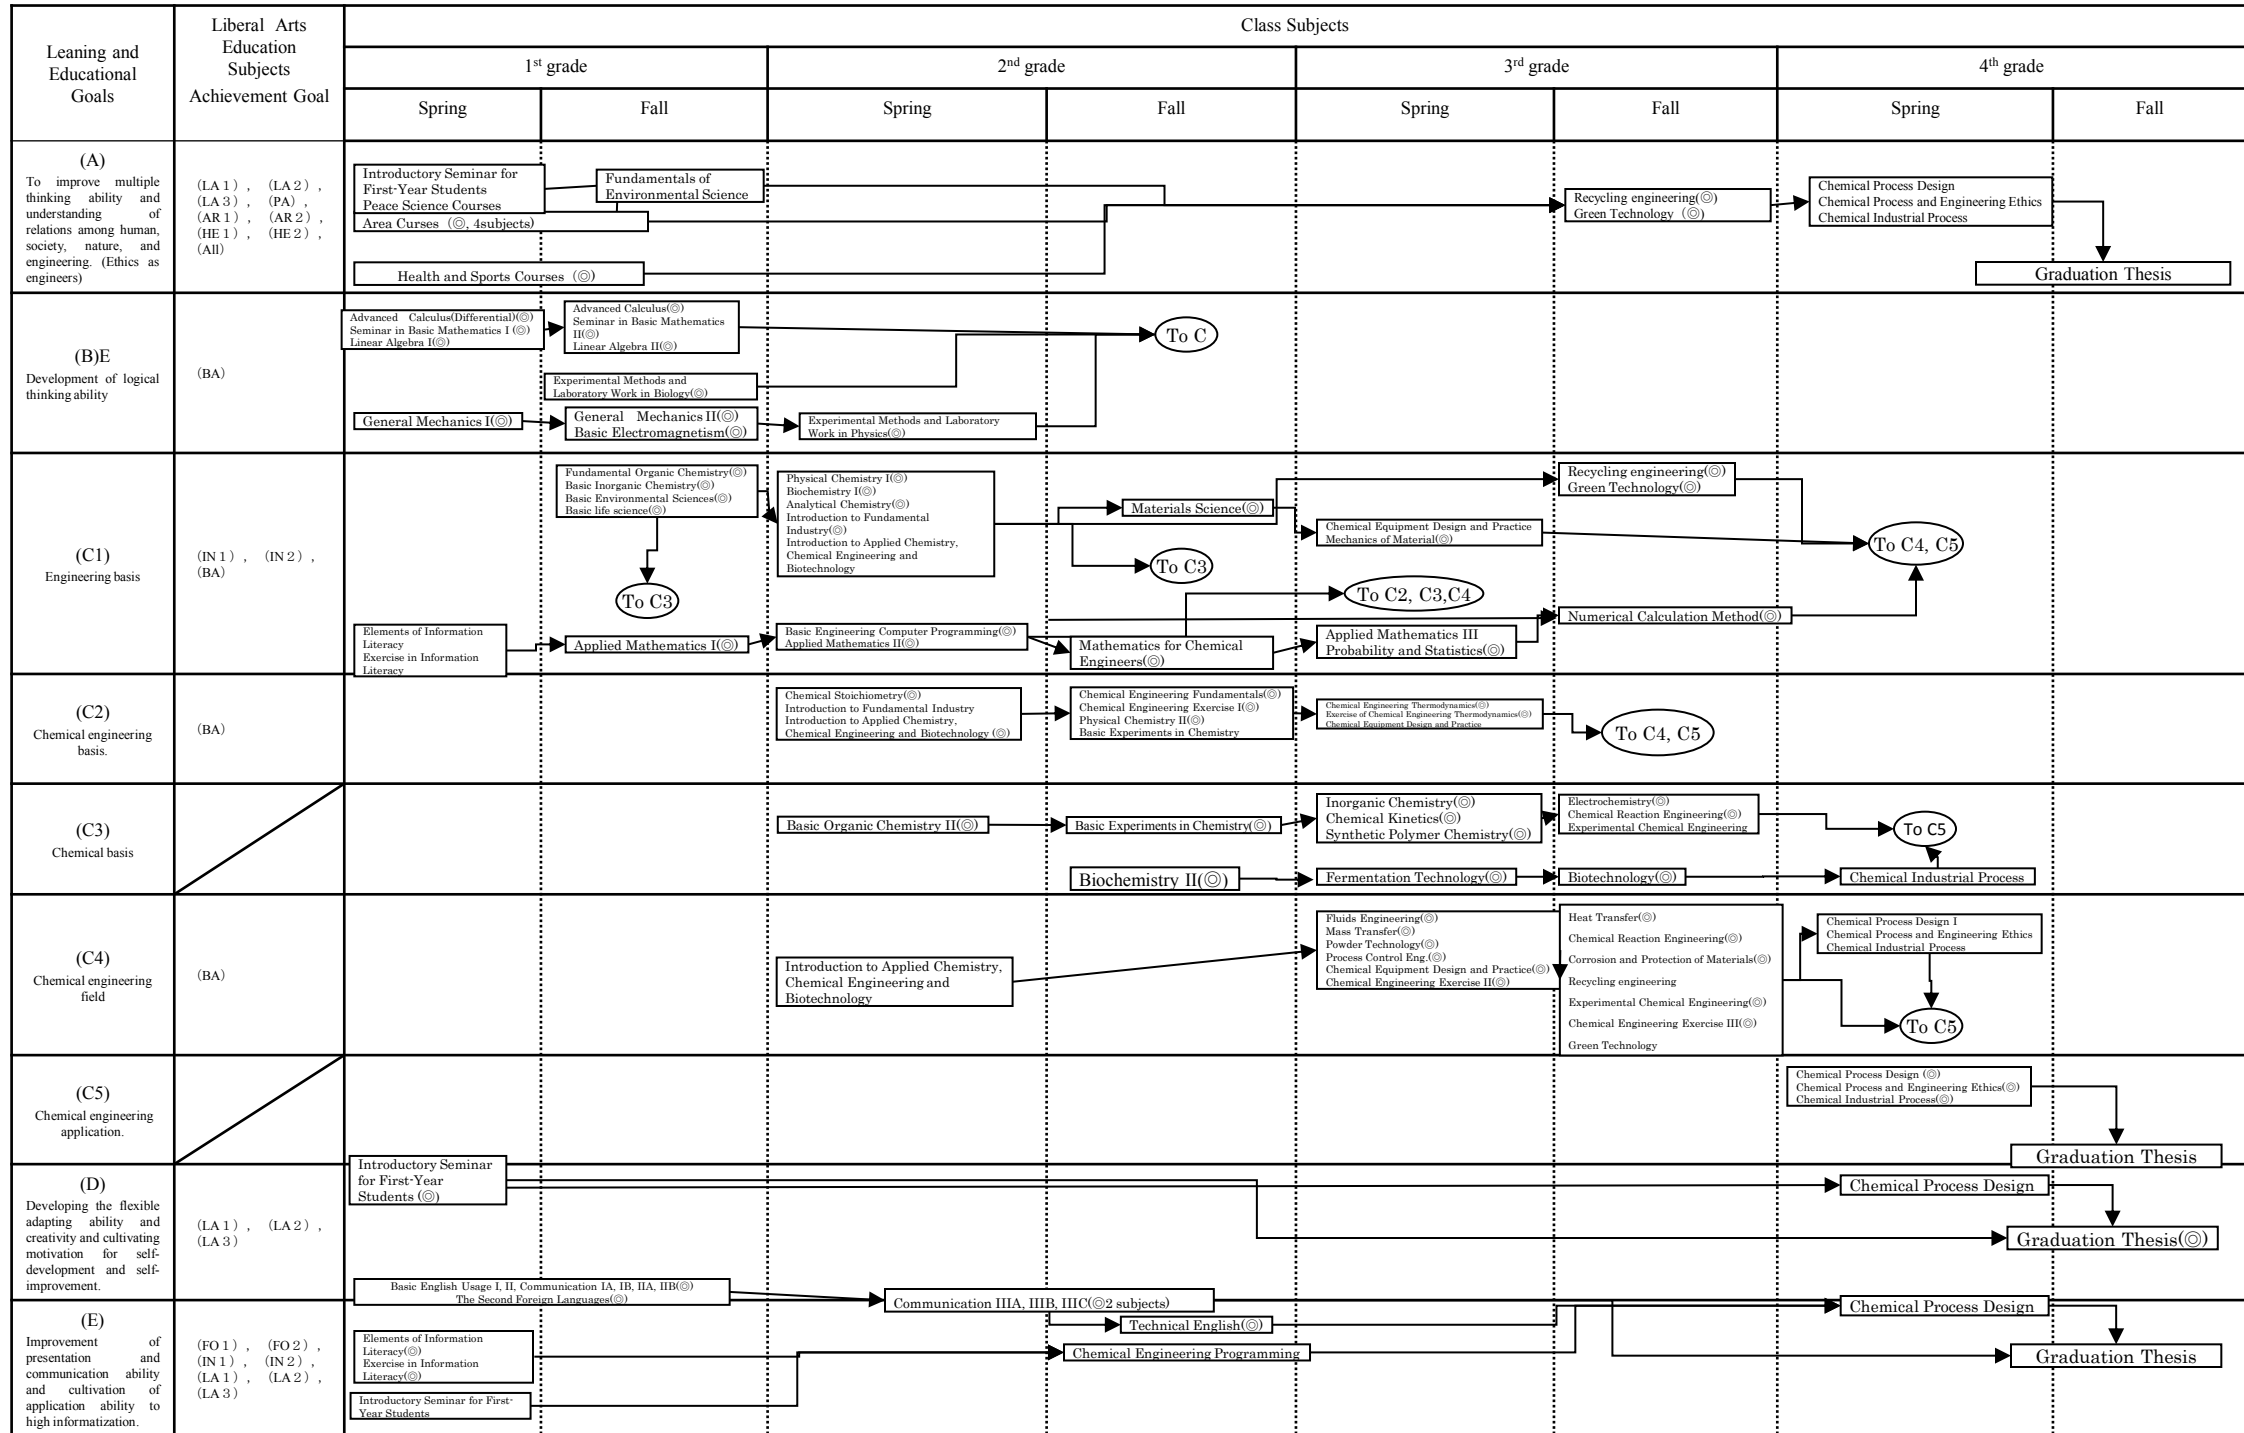 Leaning and
Educational
Goals
Liberal Arts
Education
Subjects
Achievement Goal
Class Subjects
1st grade
2nd grade
3rd grade
4th grade
Spring
Fall
Spring
Fall
Spring
Fall
Spring
Fall
(A)
To improve multiple
thinking ability and
understanding of
relations among human,
society, nature, and
engineering. (Ethics as
engineers)
(LA１), (LA２),
(LA３), (PA),
(AR１), (AR２),
(HE１), (HE２),
(All)
Introductory Seminar for
First-Year Students
Peace Science Courses
Area Curses (◎, 4subjects)
Health and Sports Courses (◎)
Fundamentals of
Environmental Science
Recycling engineering(◎)
Green Technology (◎)
Chemical Process Design
Chemical Process and Engineering Ethics
Chemical Industrial Process
Graduation Thesis
(B)E
Development of logical
thinking ability
(BA)
Advanced Calculus(Differential)(◎)
Seminar in Basic Mathematics I (◎)
Linear Algebra I(◎)
Advanced Calculus(◎)
Seminar in Basic Mathematics
II(◎)
Linear Algebra II(◎)
To C
Experimental Methods and
Laboratory Work in Biology(◎)
General Mechanics I(◎)
General Mechanics II(◎)
Basic Electromagnetism(◎)
Experimental Methods and Laboratory
Work in Physics(◎)
(C1)
Engineering basis
(IN１), (IN２),
(BA)
Fundamental Organic Chemistry(◎)
Basic Inorganic Chemistry(◎)
Basic Environmental Sciences(◎)
Basic life science(◎)
To C3
Physical Chemistry I(◎)
Biochemistry I(◎)
Analytical Chemistry(◎)
Introduction to Fundamental
Industry(◎)
Introduction to Applied Chemistry,
Chemical Engineering and
Biotechnology
Materials Science(◎)
To C3
Chemical Equipment Design and Practice
Mechanics of Material(◎)
Recycling engineering(◎)
Green Technology(◎)
To C4, C5
To C2, C3,C4
Elements of Information
Literacy
Exercise in Information
Literacy
Applied Mathematics I(◎)
Basic Engineering Computer Programming(◎)
Applied Mathematics II(◎)
Mathematics for Chemical
Engineers(◎)
Applied Mathematics III
Probability and Statistics(◎)
Numerical Calculation Method(◎)
(C2)
Chemical engineering
basis.
(BA)
Chemical Stoichiometry(◎)
Introduction to Fundamental Industry
Introduction to Applied Chemistry,
Chemical Engineering and Biotechnology (◎)
Chemical Engineering Fundamentals(◎)
Chemical Engineering Exercise I(◎)
Physical Chemistry II(◎)
Basic Experiments in Chemistry
Chemical Engineering Thermodynamics(◎)
Exercise of Chemical Engineering Thermodynamics(◎)
Chemical Equipment Design and Practice
To C4, C5
(C3)
Chemical basis
Basic Organic Chemistry II(◎)
Basic Experiments in Chemistry(◎)
Inorganic Chemistry(◎)
Chemical Kinetics(◎)
Synthetic Polymer Chemistry(◎)
Electrochemistry(◎)
Chemical Reaction Engineering(◎)
Experimental Chemical Engineering
To C5
Biochemistry II(◎)
Fermentation Technology(◎)
Biotechnology(◎)
Chemical Industrial Process
(C4)
Chemical engineering
field
(BA)
Introduction to Applied Chemistry,
Chemical Engineering and
Biotechnology
Fluids Engineering(◎)
Mass Transfer(◎)
Powder Technology(◎)
Process Control Eng.(◎)
Chemical Equipment Design and Practice(◎)
Chemical Engineering Exercise II(◎)
Heat Transfer(◎)
Chemical Reaction Engineering(◎)
Corrosion and Protection of Materials(◎)
Recycling engineering
Experimental Chemical Engineering(◎)
Chemical Engineering Exercise III(◎)
Green Technology
Chemical Process Design I
Chemical Process and Engineering Ethics
Chemical Industrial Process
To C5
(C5)
Chemical engineering
application.
Chemical Process Design (◎)
Chemical Process and Engineering Ethics(◎)
Chemical Industrial Process(◎)
Graduation Thesis
(D)
Developing the flexible
adapting ability and
creativity and cultivating
motivation for self-
development and self-
improvement.
(LA１), (LA２),
(LA３)
Introductory Seminar
for First-Year
Students (◎)
Chemical Process Design
Graduation Thesis(◎)
(E)
Improvement of
presentation and
communication ability
and cultivation of
application ability to
high informatization.
(FO１), (FO２),
(IN１), (IN２),
(LA１), (LA２),
(LA３)
Basic English Usage I, II, Communication IA, IB, IIA, IIB(◎)
The Second Foreign Languages(◎)
Communication IIIA, IIIB, IIIC(◎2 subjects)
Technical English(◎)
Chemical Process Design
Elements of Information
Literacy(◎)
Exercise in Information
Literacy(◎)
Chemical Engineering Programming
Graduation Thesis
Introductory Seminar for First-
Year Students